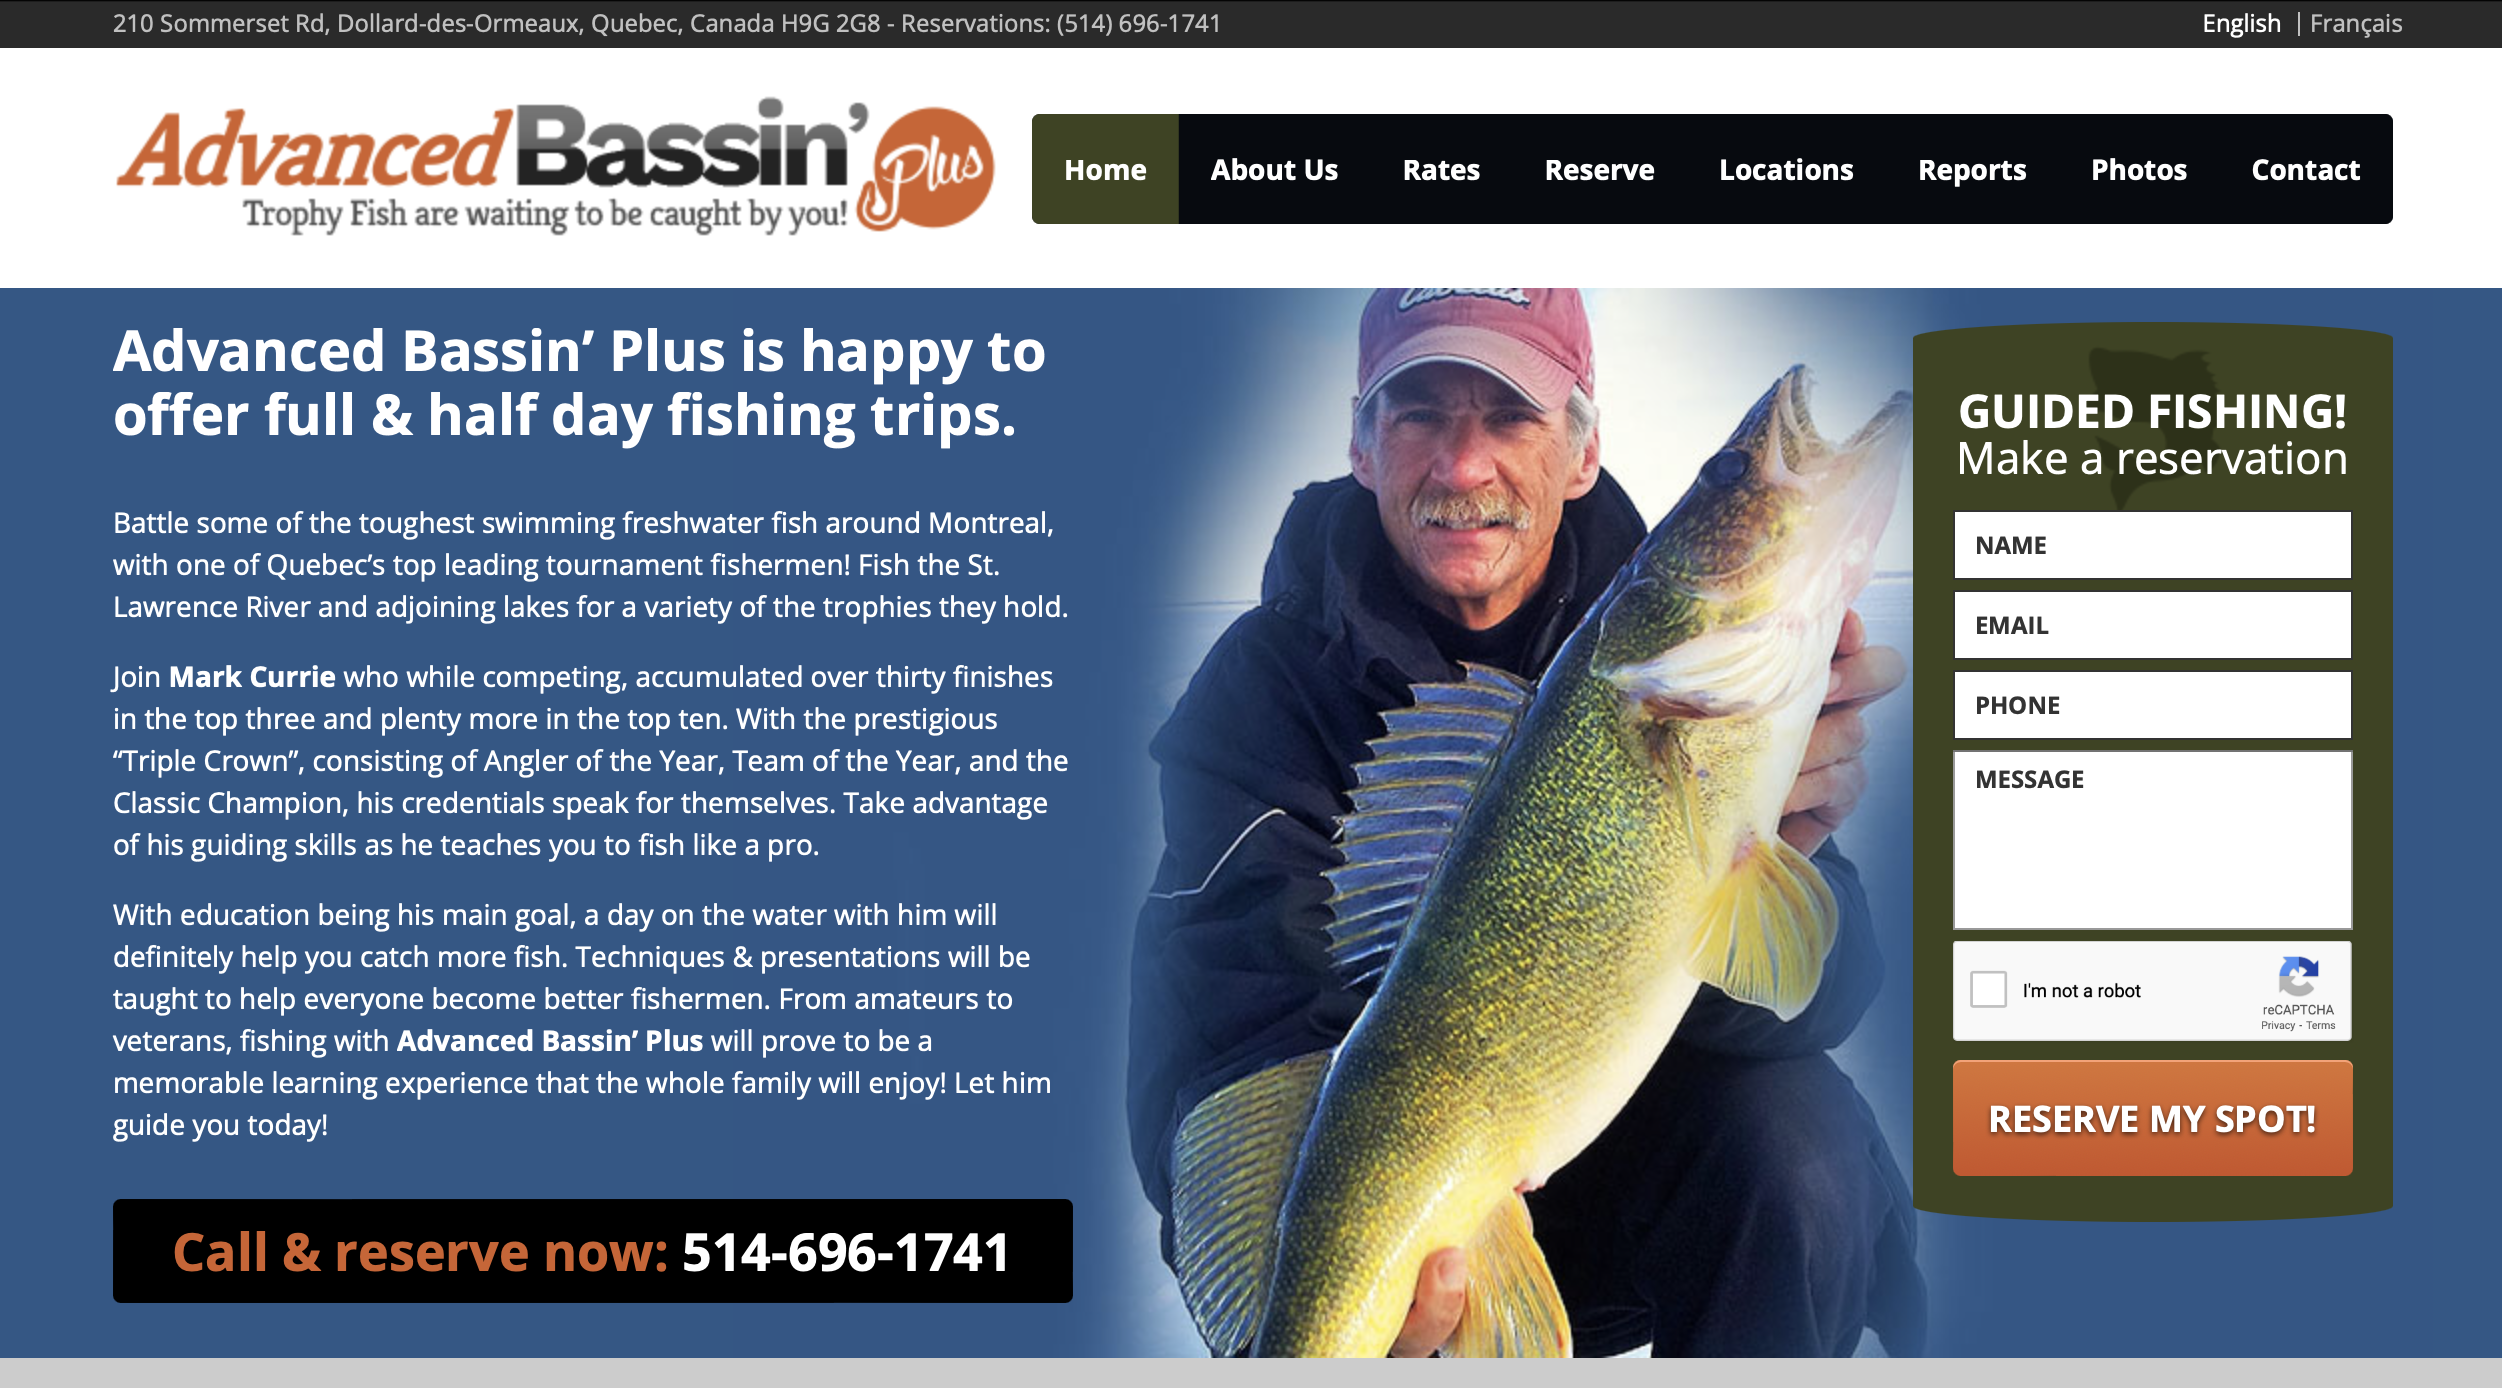 210 Sommerset Rd, Dollard-des-Ormeaux, Quebec, Canada H9G 2G8 - Reservations: (514) 696-1741
English | Français
Advanced Bassin' Plus
Trophy Fish are waiting to be caught by you!
Home About Us Rates Reserve Locations Reports Photos Contact
Advanced Bassin’ Plus is happy to
offer full & half day fishing trips.
Battle some of the toughest swimming freshwater fish around Montreal,
with one of Quebec’s top leading tournament fishermen! Fish the St.
Lawrence River and adjoining lakes for a variety of the trophies they hold.
Join Mark Currie who while competing, accumulated over thirty finishes
in the top three and plenty more in the top ten. With the prestigious
“Triple Crown”, consisting of Angler of the Year, Team of the Year, and the
Classic Champion, his credentials speak for themselves. Take advantage
of his guiding skills as he teaches you to fish like a pro.
With education being his main goal, a day on the water with him will
definitely help you catch more fish. Techniques & presentations will be
taught to help everyone become better fishermen. From amateurs to
veterans, fishing with Advanced Bassin’ Plus will prove to be a
memorable learning experience that the whole family will enjoy! Let him
guide you today!
Call & reserve now: 514-696-1741
GUIDED FISHING!
Make a reservation
NAME
EMAIL
PHONE
MESSAGE
I'm not a robot
reCAPTCHA
Privacy - Terms
RESERVE MY SPOT!